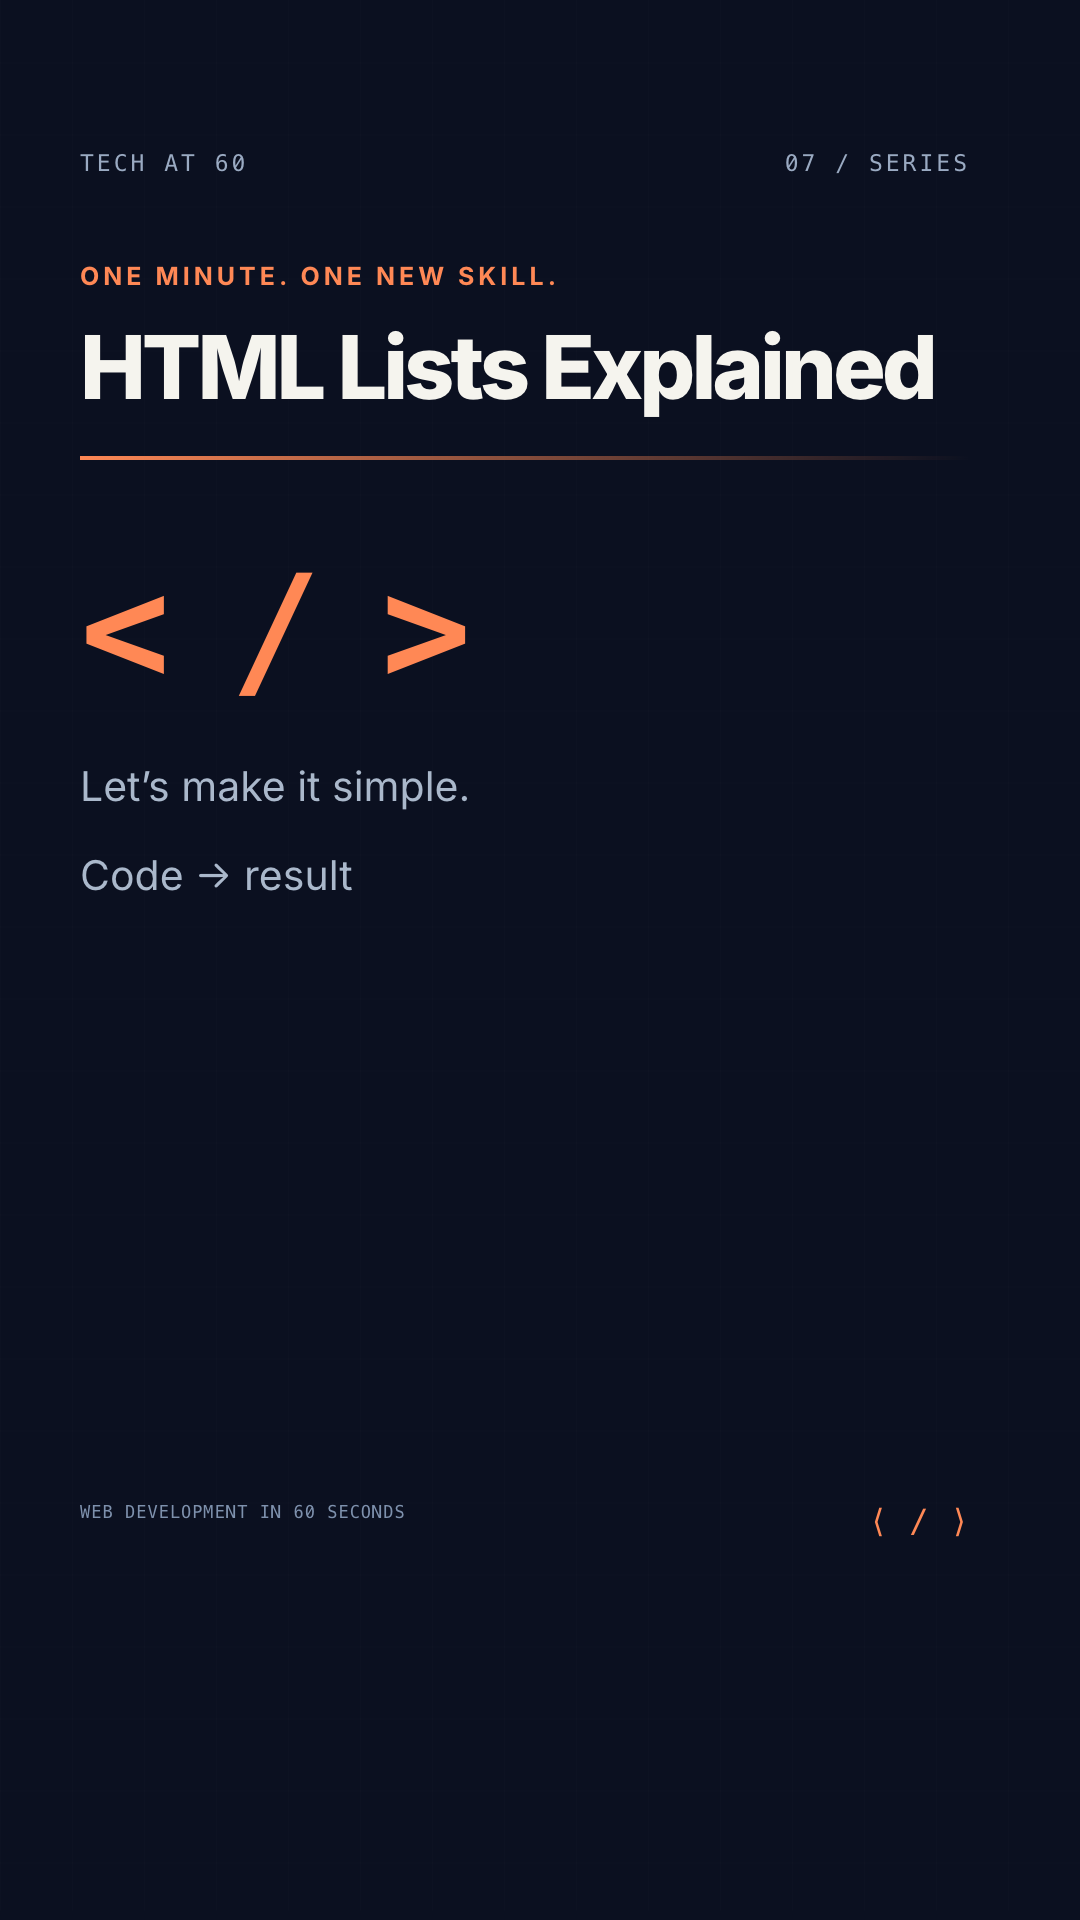 TECH AT 60
07 / SERIES
ONE MINUTE. ONE NEW SKILL.
HTML Lists Explained
< / >
Let’s make it simple.
Code → result
WEB DEVELOPMENT IN 60 SECONDS
⟨ / ⟩